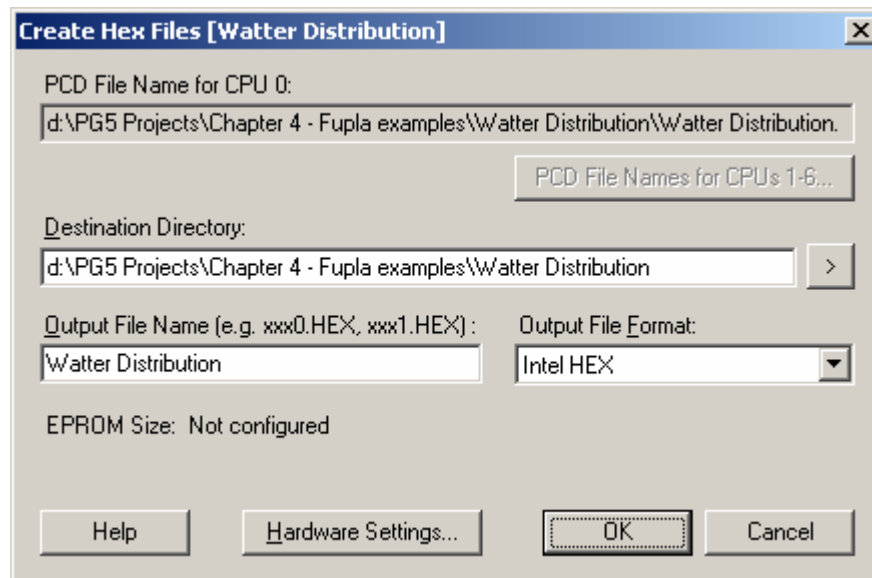 Create Hex Files [Watter Distribution]
PCD File Name for CPU 0:
d:\PG5 Projects\Chapter 4 - Fupla examples\Watter Distribution\Watter Distribution.
PCD File Names for CPUs 1-6...
Destination Directory:
d:\PG5 Projects\Chapter 4 - Fupla examples\Watter Distribution
>
Output File Name (e.g. xxx0.HEX, xxx1.HEX) :
Output File Format:
Watter Distribution
Intel HEX
EPROM Size: Not configured
Help
Hardware Settings...
OK
Cancel